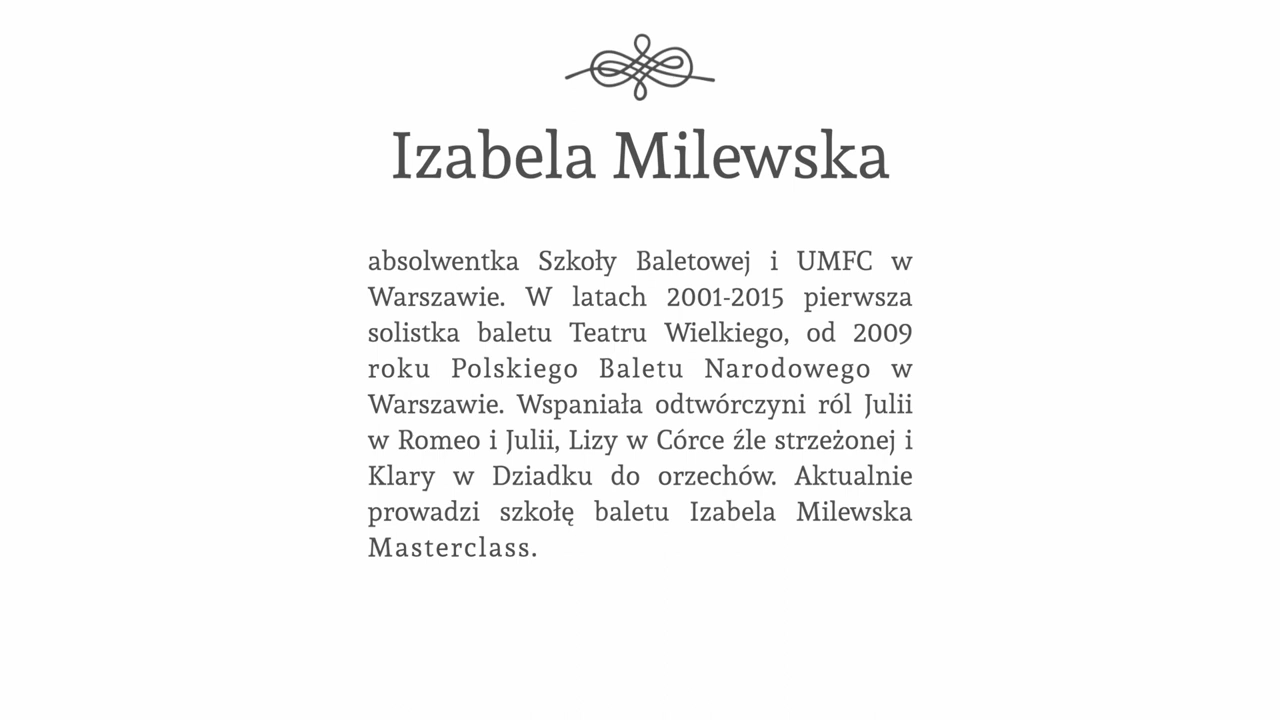 Izabela Milewska
absolwentka Szkoły Baletowej i UMFC w
Warszawie. W latach 2001-2015 pierwsza
solistka baletu Teatru Wielkiego, od 2009
roku Polskiego Baletu Narodowego w
Warszawie. Wspaniała odtwórczyni ról Julii
w Romeo i Julii, Lizy w Córce źle strzeżonej i
Klary w Dziadku do orzechów. Aktualnie
prowadzi szkołę baletu Izabela Milewska
Masterclass.